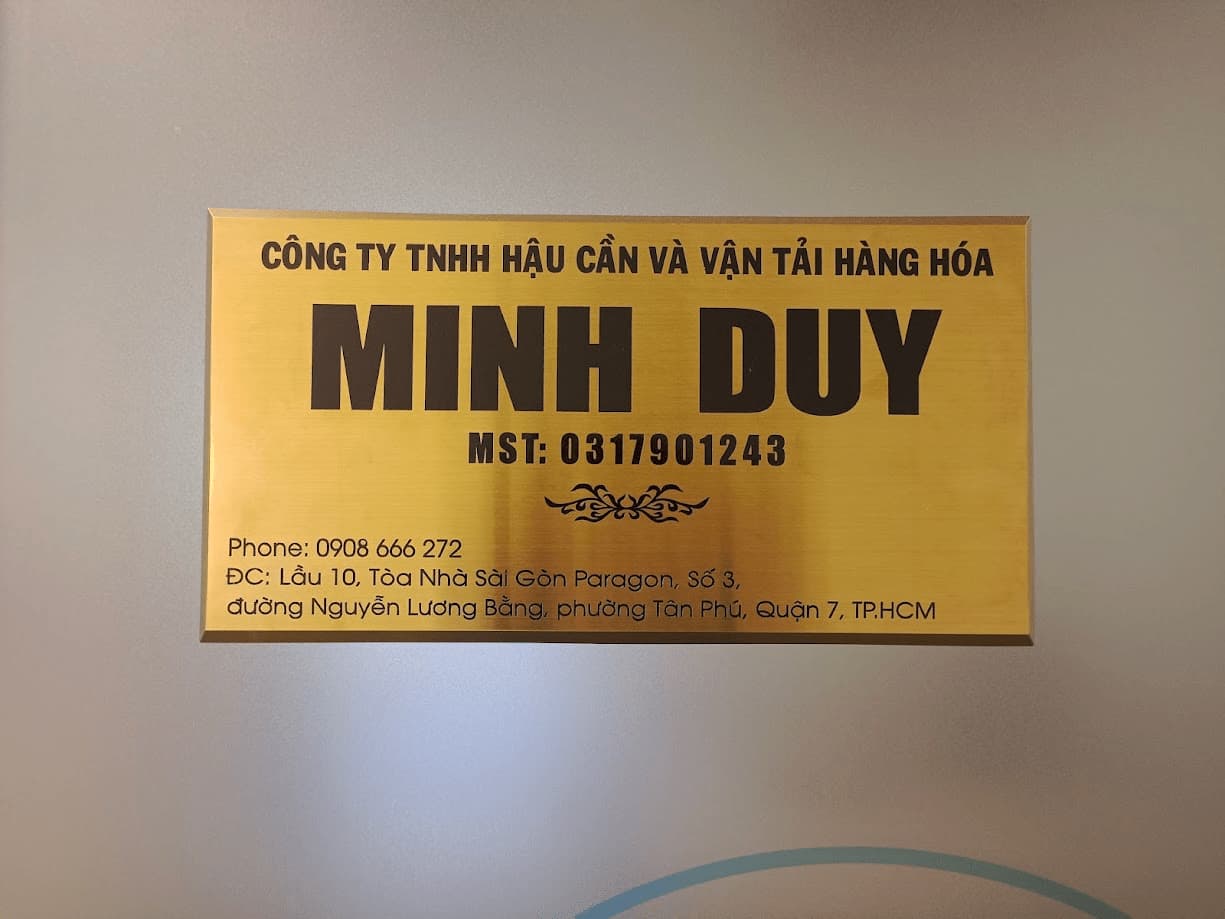 CÔNG TY TNHH HẬU CẦN VÀ VẬN TẢI HÀNG HÓA
MINH DUY
MST: 0317901243
Phone: 0908 666 272
ĐC: Lầu 10, Tòa Nhà Sài Gòn Paragon, Số 3,
đường Nguyễn Lương Bằng, phường Tân Phú, Quận 7, TP.HCM